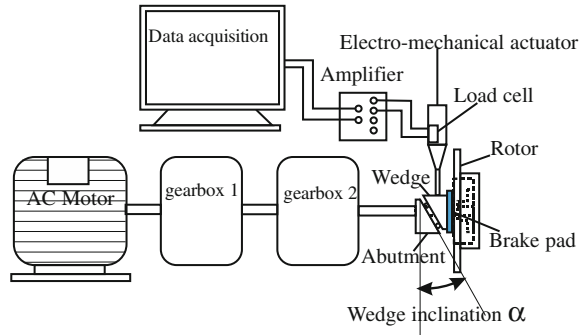 Data acquisition
Electro-mechanical actuator
Amplifier
Load cell
Rotor
Wedge
AC Motor
gearbox 1
gearbox 2
Abutment
Brake pad
Wedge inclination α